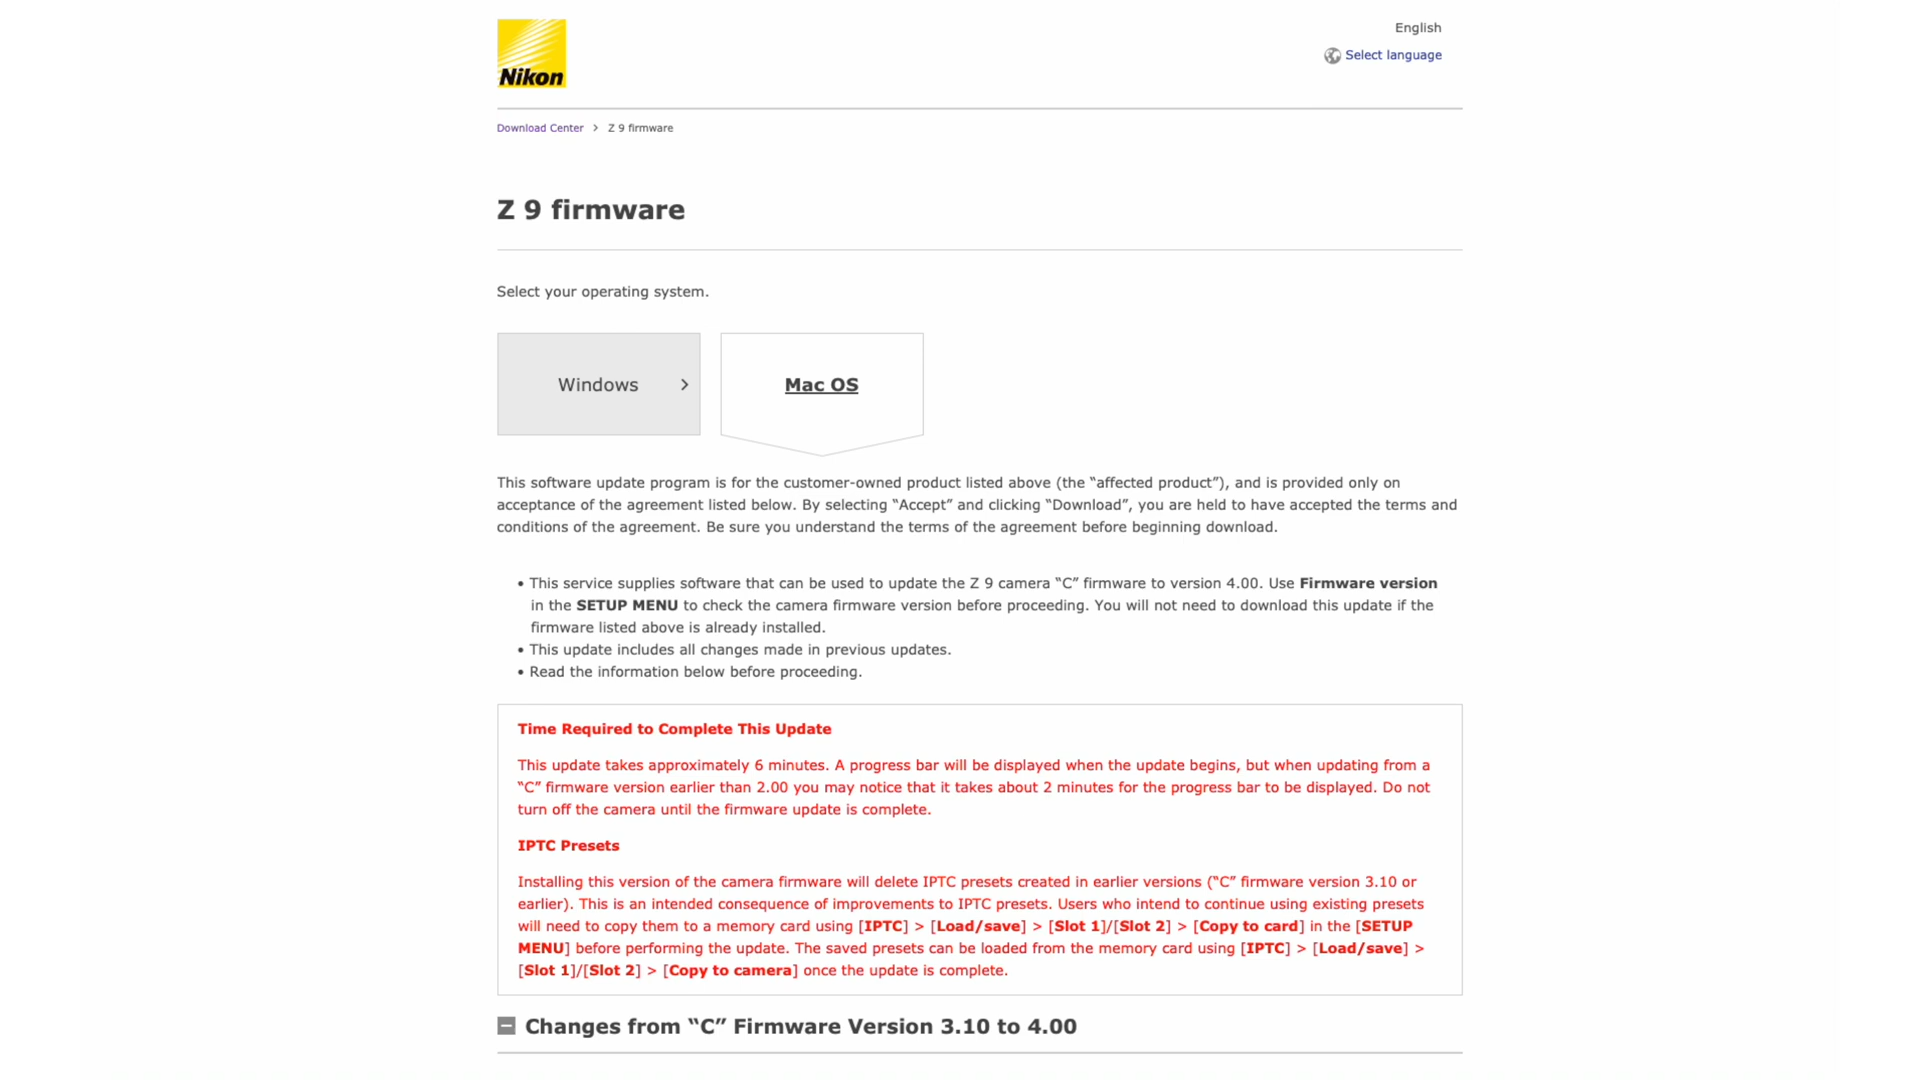 Nikon
English
Select language
Download Center > Z 9 firmware
Z 9 firmware
Select your operating system.
Windows >
Mac OS
This software update program is for the customer-owned product listed above (the “affected product”), and is provided only on
acceptance of the agreement listed below. By selecting “Accept” and clicking “Download”, you are held to have accepted the terms and
conditions of the agreement. Be sure you understand the terms of the agreement before beginning download.
• This service supplies software that can be used to update the Z 9 camera “C” firmware to version 4.00. Use Firmware version
in the SETUP MENU to check the camera firmware version before proceeding. You will not need to download this update if the
firmware listed above is already installed.
• This update includes all changes made in previous updates.
• Read the information below before proceeding.
Time Required to Complete This Update
This update takes approximately 6 minutes. A progress bar will be displayed when the update begins, but when updating from a
“C” firmware version earlier than 2.00 you may notice that it takes about 2 minutes for the progress bar to be displayed. Do not
turn off the camera until the firmware update is complete.
IPTC Presets
Installing this version of the camera firmware will delete IPTC presets created in earlier versions (“C” firmware version 3.10 or
earlier). This is an intended consequence of improvements to IPTC presets. Users who intend to continue using existing presets
will need to copy them to a memory card using [IPTC] > [Load/save] > [Slot 1]/[Slot 2] > [Copy to card] in the [SETUP
MENU] before performing the update. The saved presets can be loaded from the memory card using [IPTC] > [Load/save] >
[Slot 1]/[Slot 2] > [Copy to camera] once the update is complete.
Changes from “C” Firmware Version 3.10 to 4.00